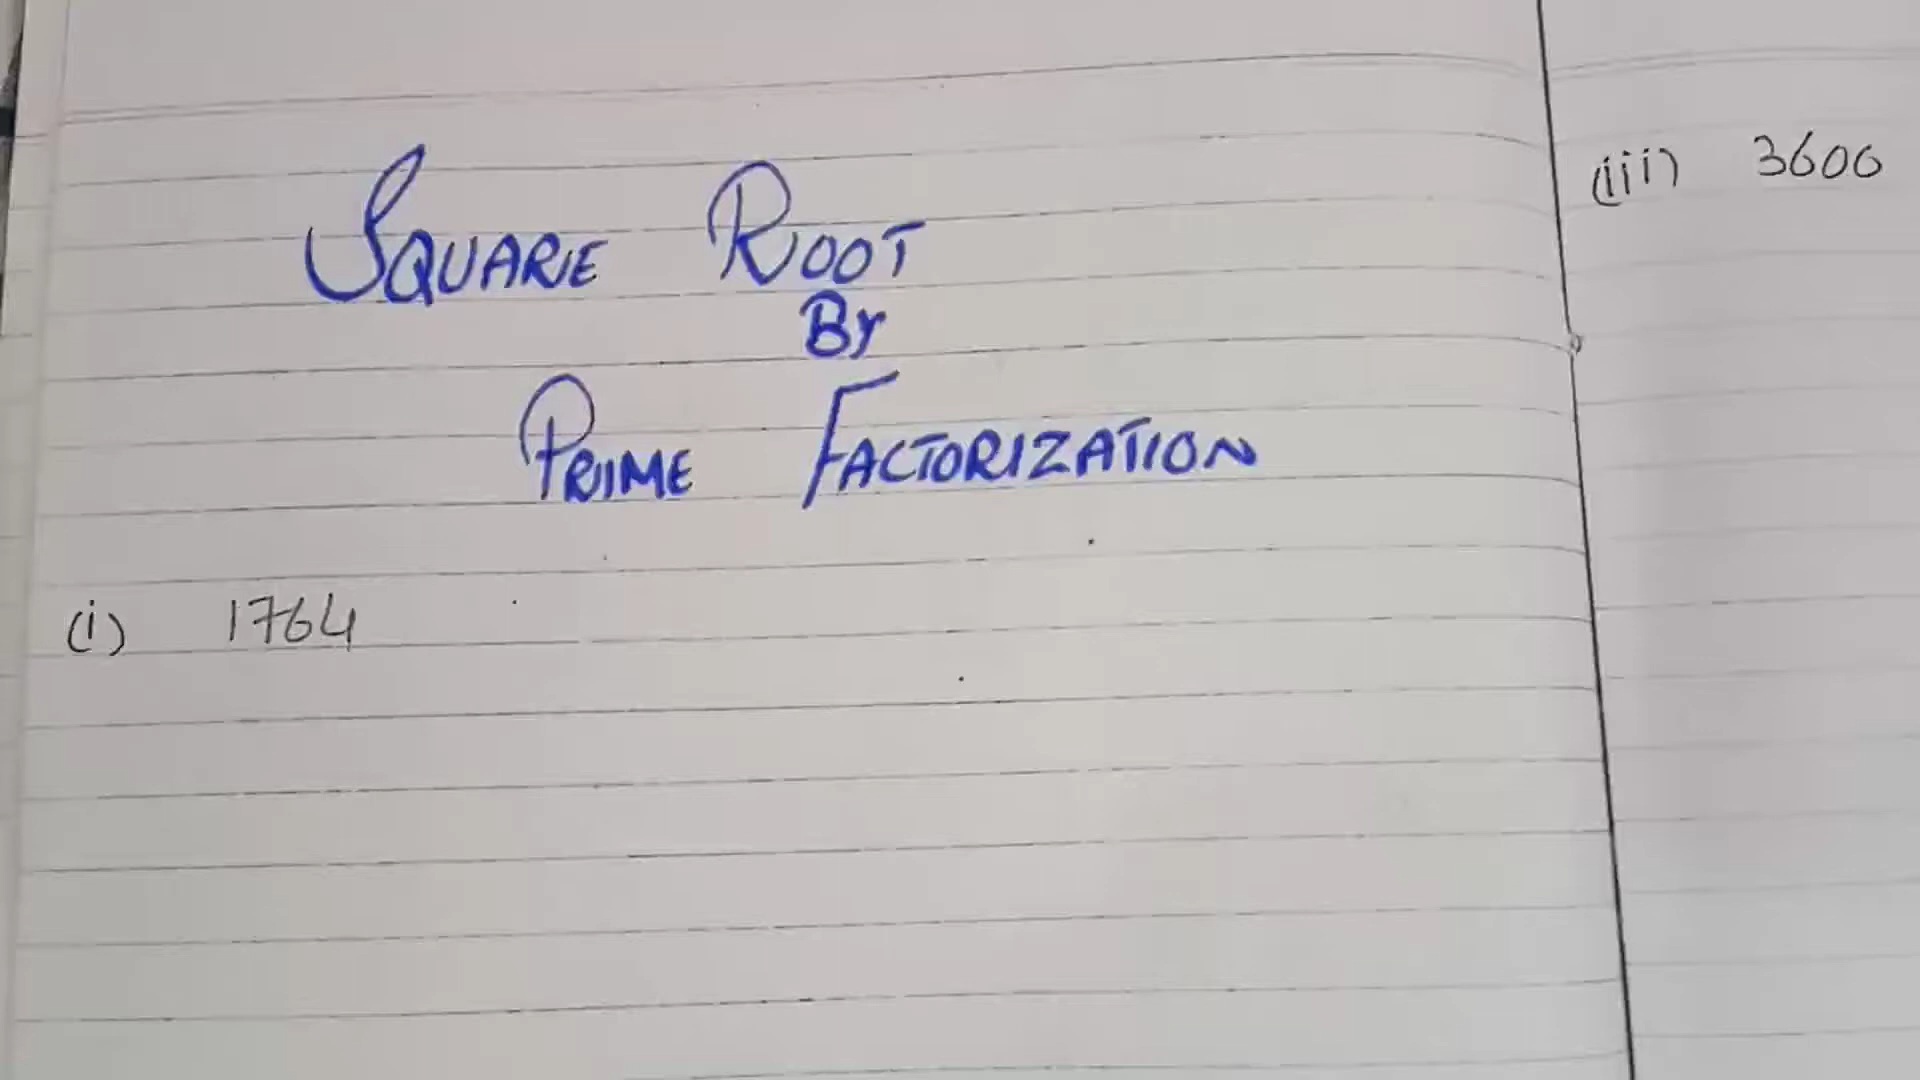 SQUARE ROOT
BY
PRIME FACTORIZATION
(i) 1764
(iii) 3600